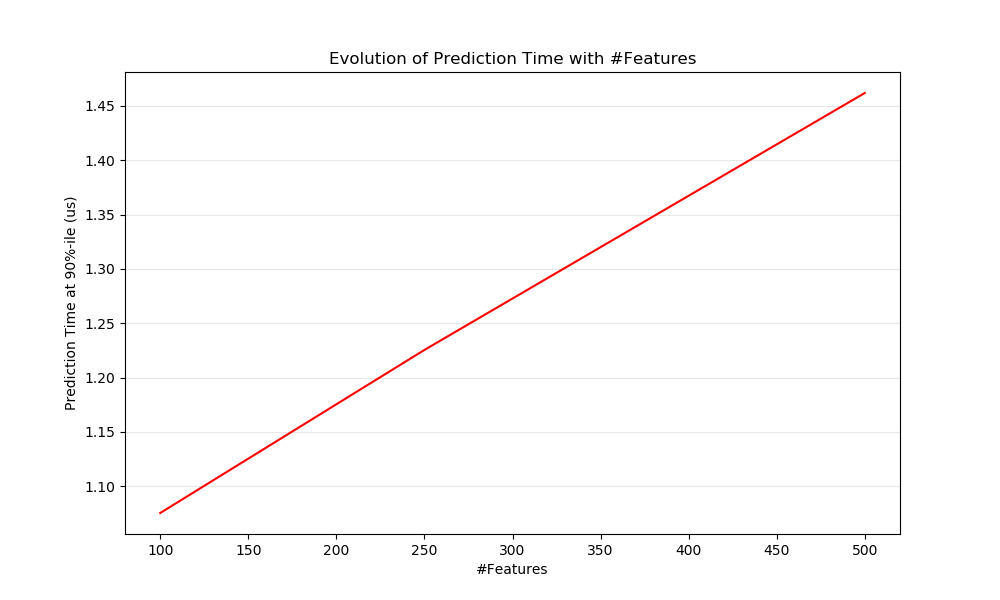 Evolution of Prediction Time with #Features
Prediction Time at 90%-ile (us)
1.45
1.40
1.35
1.30
1.25
1.20
1.15
1.10
100 150 200 250 300 350 400 450 500
#Features